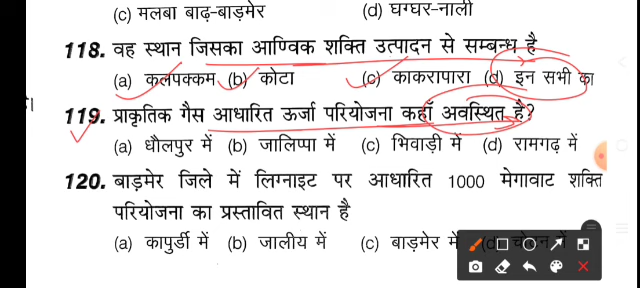 (c) मलबा बाढ़-बाड़मेर (d) घग्घर-नाली
118. वह स्थान जिसका आण्विक शक्ति उत्पादन से सम्बन्ध है
(a) कलपक्कम (b) कोटा (c) काकरापारा (d) इन सभी का
है।
119. प्राकृतिक गैस आधारित ऊर्जा परियोजना कहाँ अवस्थित है?
(a) धौलपुर में (b) जालिप्पा में (c) भिवाड़ी में (d) रामगढ़ में
120. बाड़मेर जिले में लिग्नाइट पर आधारित 1000 मेगावाट शक्ति
परियोजना का प्रस्तावित स्थान है
(a) कापुर्डी में (b) जालीय में (c) बाड़मेर में